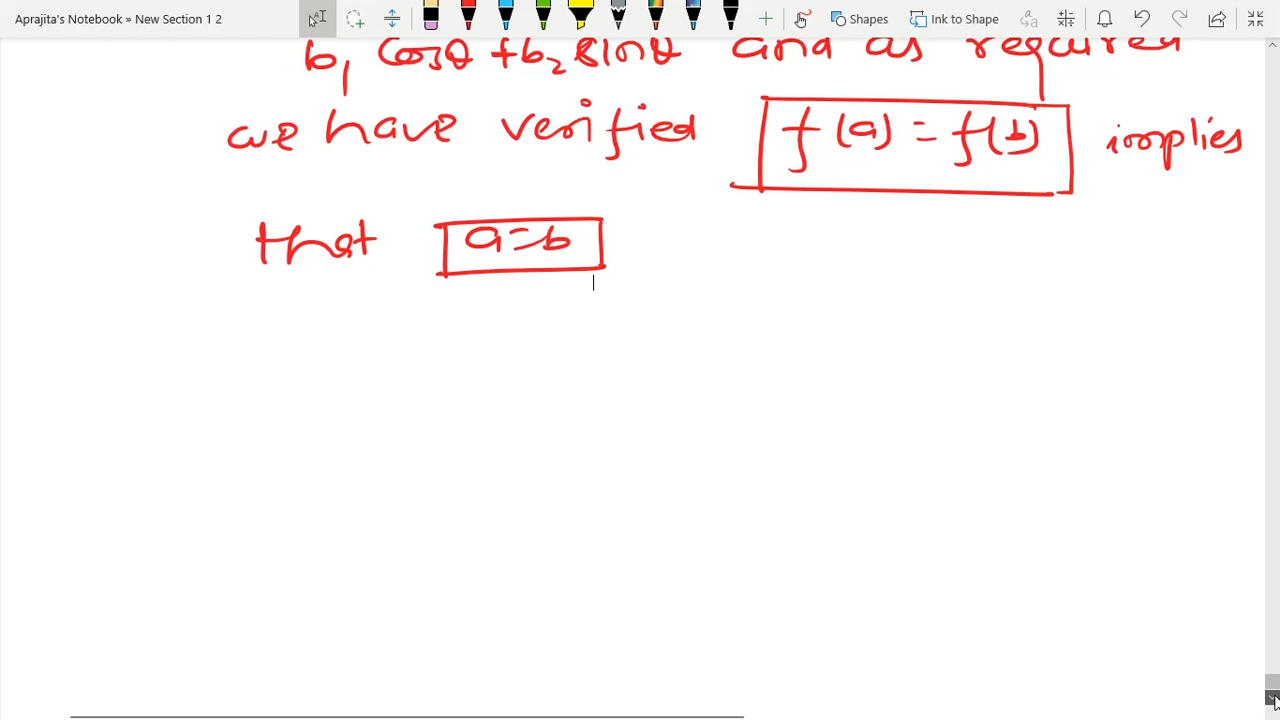 Aprajita's Notebook » New Section 1 2
Shapes
Ink to Shape
b₁ cosθ + b₂ sinθ and as required
we have verified f(a) = f(b) implies
that a=b